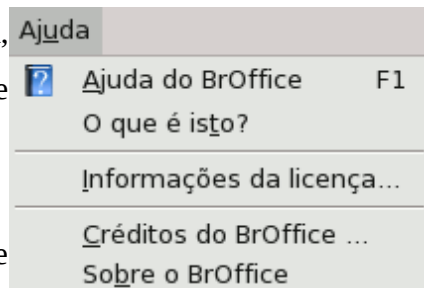 Ajuda
Ajuda do BrOffice F1
O que é isto?
Informações da licença...
Créditos do BrOffice ...
Sobre o BrOffice